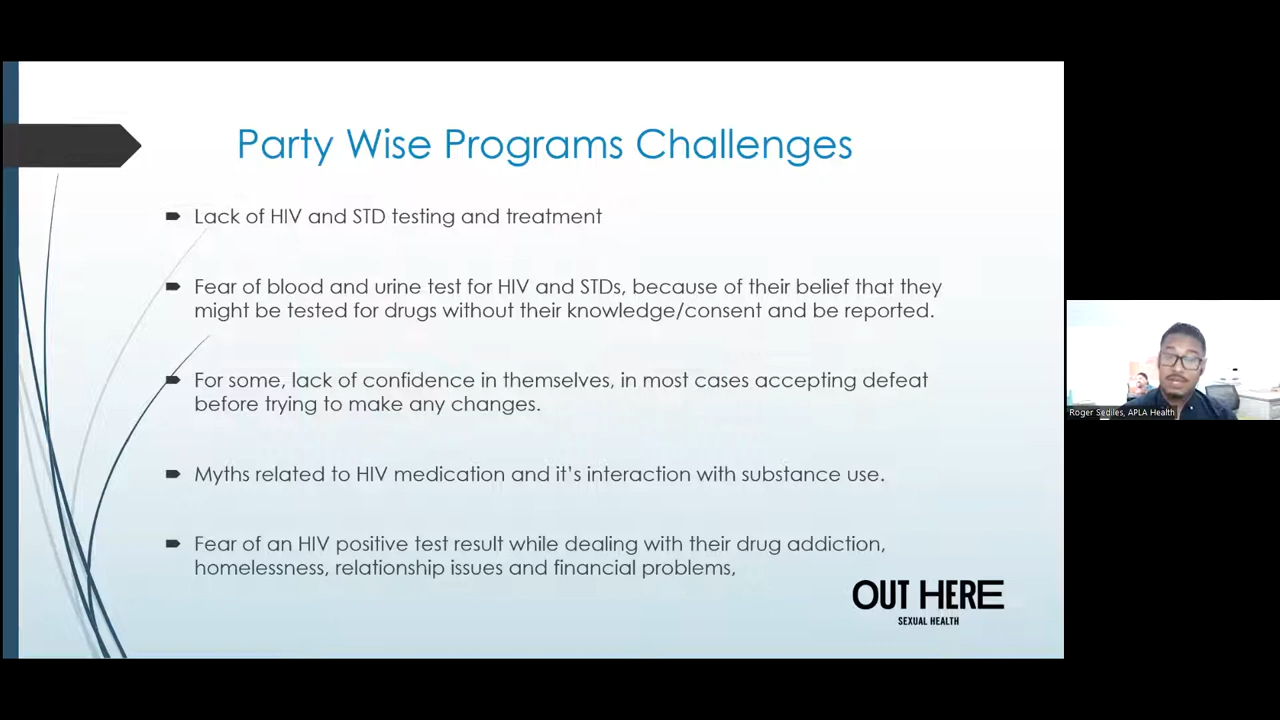 Party Wise Programs Challenges
Lack of HIV and STD testing and treatment
Fear of blood and urine test for HIV and STDs, because of their belief that they
might be tested for drugs without their knowledge/consent and be reported.
For some, lack of confidence in themselves, in most cases accepting defeat
before trying to make any changes.
Myths related to HIV medication and it's interaction with substance use.
Fear of an HIV positive test result while dealing with their drug addiction,
homelessness, relationship issues and financial problems,
OUT HERE
SEXUAL HEALTH
Roger Sediles, APLA Health